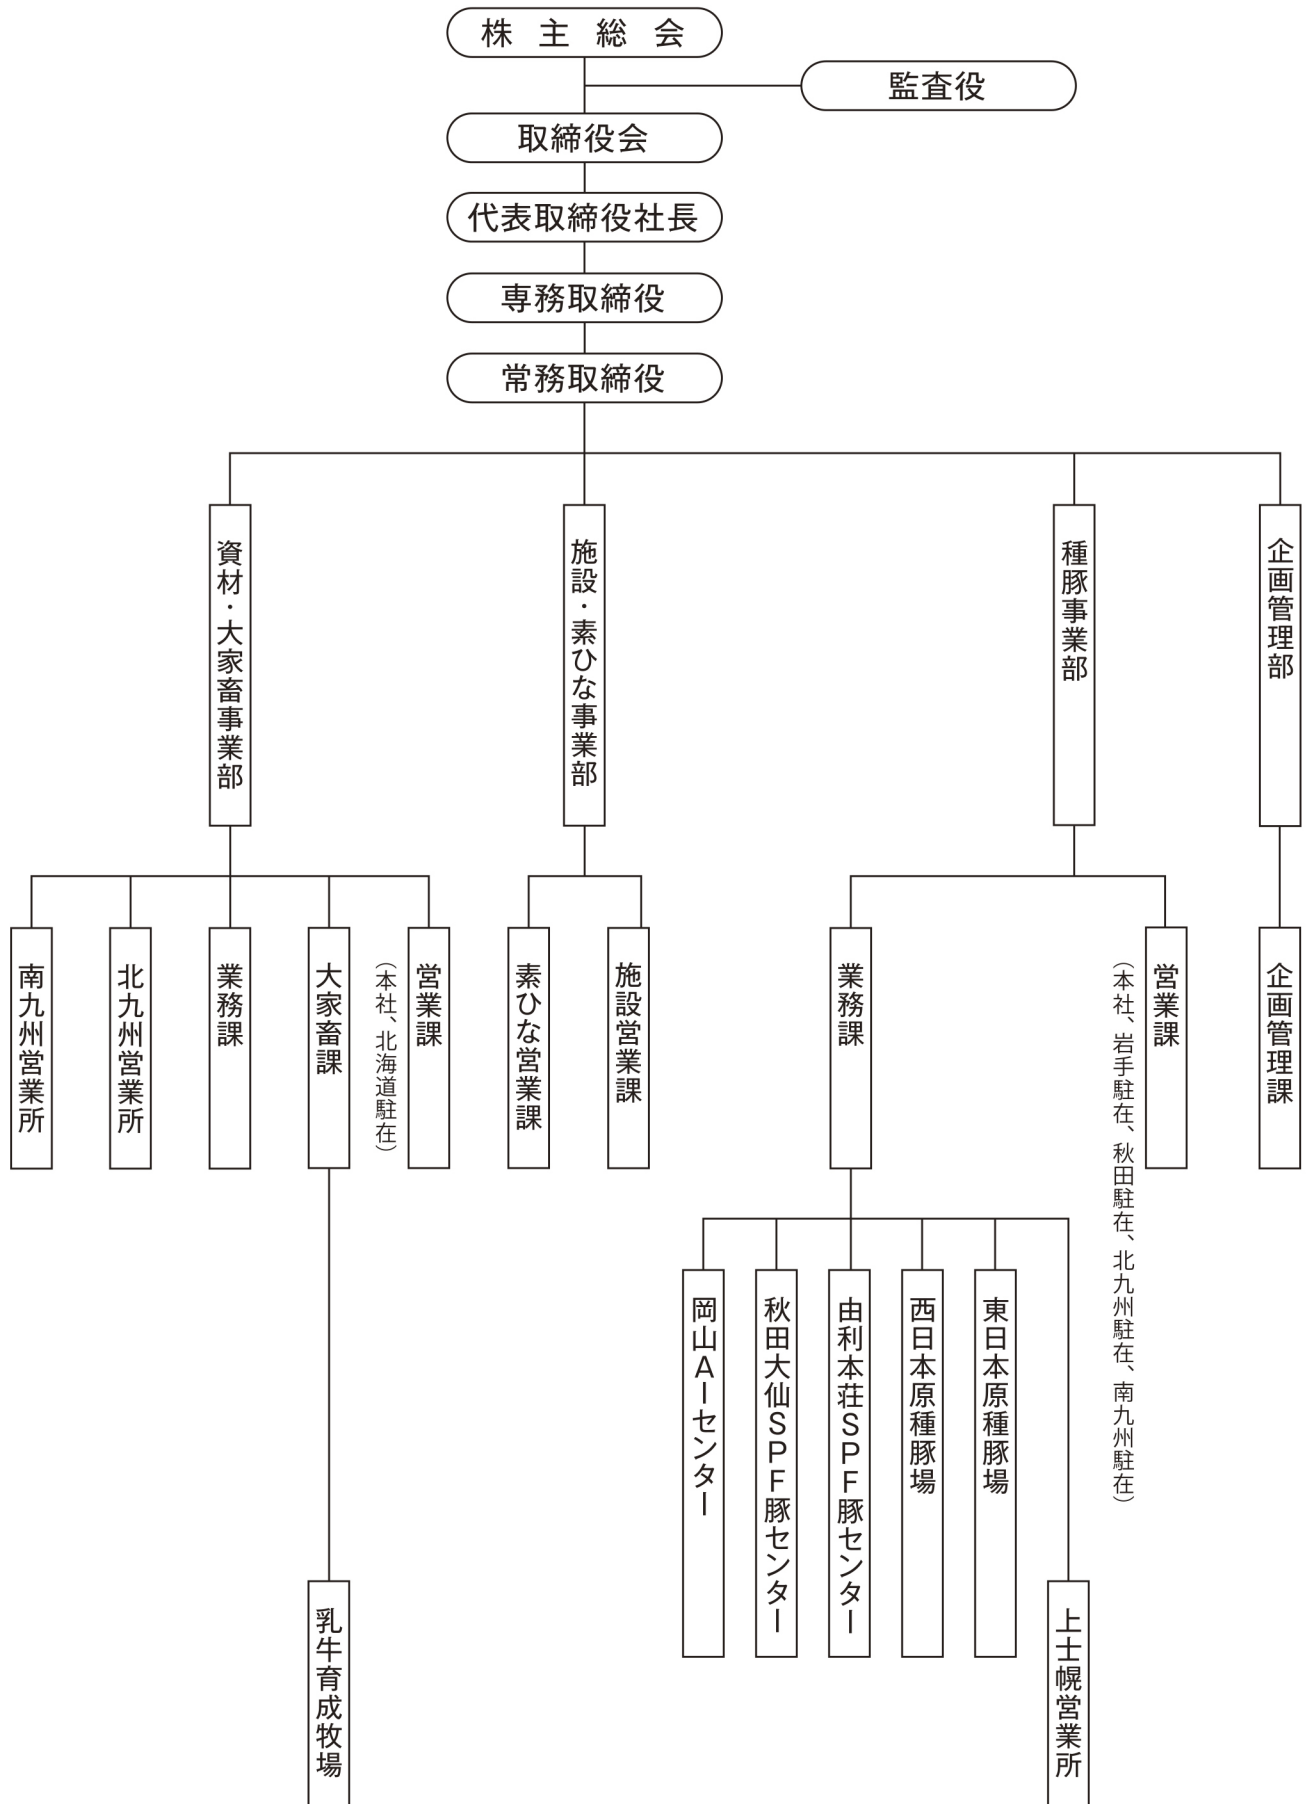 株主総会
監査役
取締役会
代表取締役社長
専務取締役
常務取締役
企画管理部
種豚事業部
施設・素ひな事業部
資材・大家畜事業部
企画管理課
営業課
（本社、岩手駐在、秋田駐在、北九州駐在、南九州駐在）
業務課
施設営業課
素ひな営業課
営業課
（本社、北海道駐在）
大家畜課
業務課
北九州営業所
南九州営業所
東日本原種豚場
西日本原種豚場
由利本荘SPF豚センター
秋田大仙SPF豚センター
岡山AIセンター
上士幌営業所
乳牛育成牧場